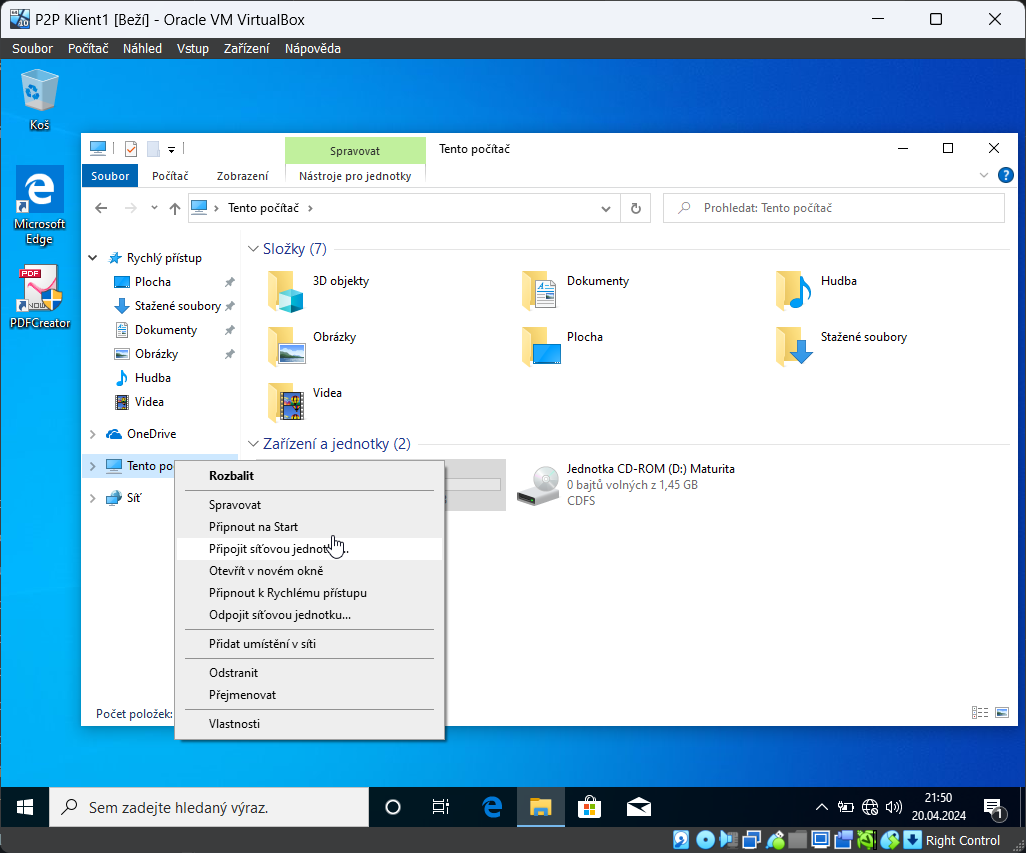 P2P Klient1 [Beží] - Oracle VM VirtualBox
Soubor Počítač Náhled Vstup Zařízení Nápověda
Koš
Microsoft
Edge
PDF
NOW
PDFCreator
Spravovat
Tento počítač
Soubor Počítač Zobrazení Nástroje pro jednotky
Tento počítač
Prohledat: Tento počítač
Rychlý přístup
Plocha
Stažené soubory
Dokumenty
Obrázky
Hudba
Videa
OneDrive
Tento po
Síť
Složky (7)
3D objekty
Dokumenty
Hudba
Obrázky
Plocha
Stažené soubory
Videa
Zařízení a jednotky (2)
Jednotka CD-ROM (D:) Maturita
0 bajtů volných z 1,45 GB
CDFS
Rozbalit
Spravovat
Připnout na Start
Připojit síťovou jednot...
Otevřít v novém okně
Připnout k Rychlému přístupu
Odpojit síťovou jednotku...
Přidat umístění v síti
Odstranit
Přejmenovat
Vlastnosti
Počet položek:
Sem zadejte hledaný výraz.
21:50
20.04.2024
1
Right Control